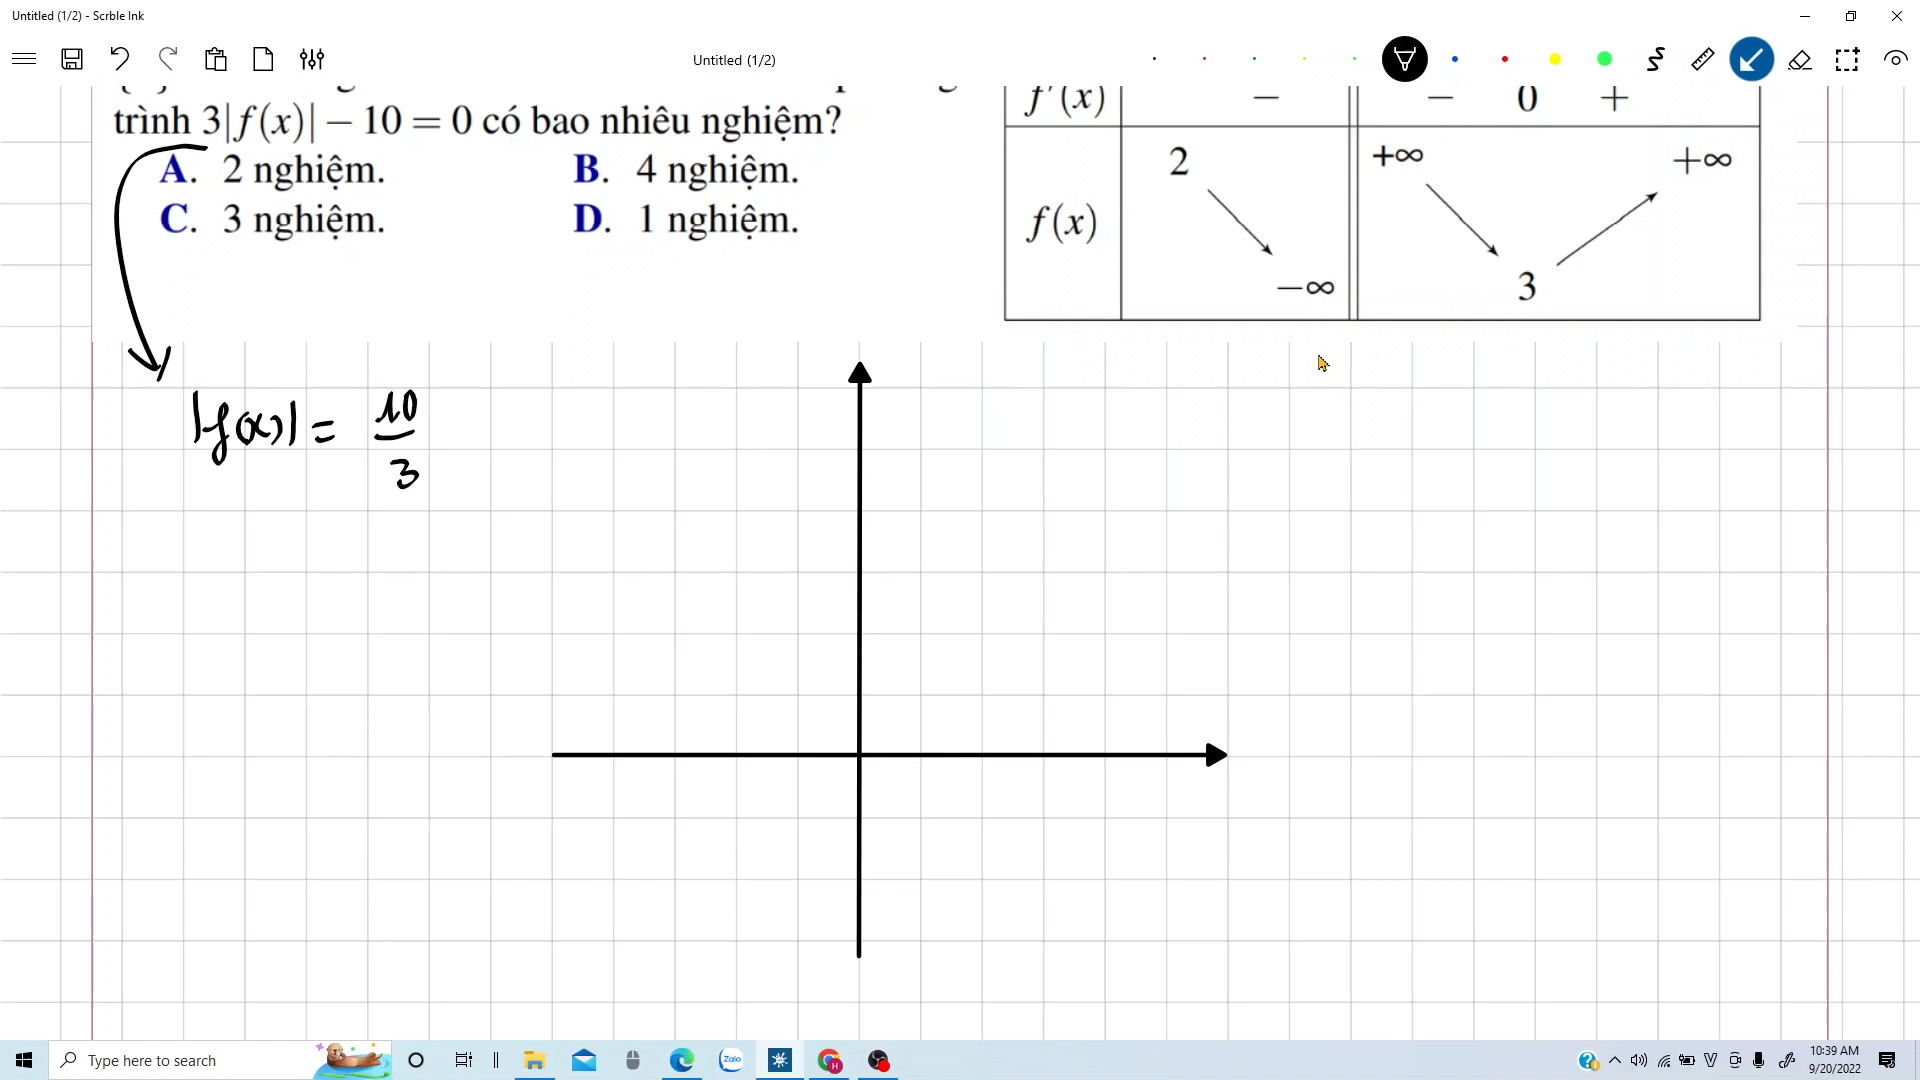 Untitled (1/2) - Scrble Ink
Untitled (1/2)
trình 3|f(x)| − 10 = 0 có bao nhiêu nghiệm?
A. 2 nghiệm. B. 4 nghiệm.
C. 3 nghiệm. D. 1 nghiệm.
f′(x) − − 0 +
2 +∞ +∞
f(x)
−∞ 3
|f(x)| = 10/3
Type here to search
Zalo
H
10:39 AM
9/20/2022